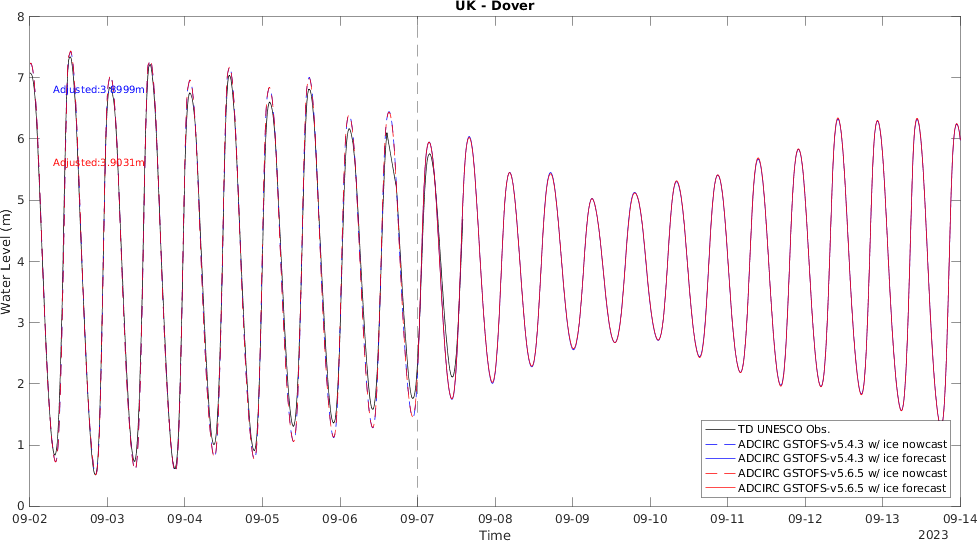 UK - Dover
8
7
6
5
4
3
2
1
0
Water Level (m)
Adjusted:3.8999m
Adjusted:3.9031m
TD UNESCO Obs.
ADCIRC GSTOFS-v5.4.3 w/ ice nowcast
ADCIRC GSTOFS-v5.4.3 w/ ice forecast
ADCIRC GSTOFS-v5.6.5 w/ ice nowcast
ADCIRC GSTOFS-v5.6.5 w/ ice forecast
09-02 09-03 09-04 09-05 09-06 09-07 09-08 09-09 09-10 09-11 09-12 09-13 09-14
Time
2023